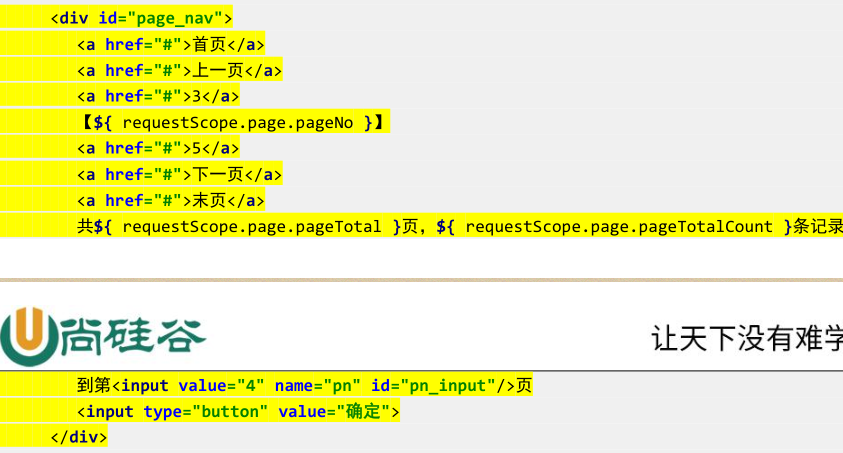 <div id="page_nav">
<a href="#">首页</a>
<a href="#">上一页</a>
<a href="#">3</a>
【${ requestScope.page.pageNo }】
<a href="#">5</a>
<a href="#">下一页</a>
<a href="#">末页</a>
共${ requestScope.page.pageTotal }页，${ requestScope.page.pageTotalCount }条记录
尚硅谷
让天下没有难学
到第<input value="4" name="pn" id="pn_input"/>页
<input type="button" value="确定">
</div>